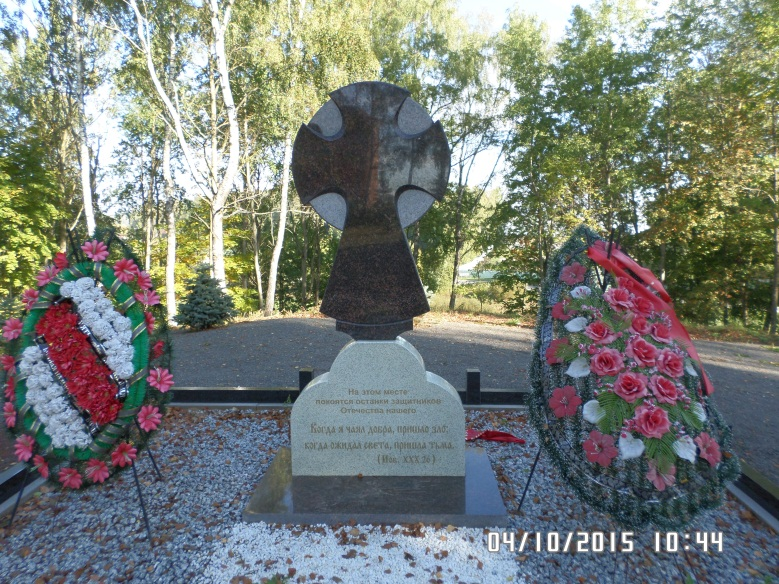 На этом месте
покоятся останки защитников
Отечества нашего
Когда я чаял добра, пришло зло;
когда ожидал света, пришла тьма.
(Иов. XXX.26)
04/10/2015 10:44